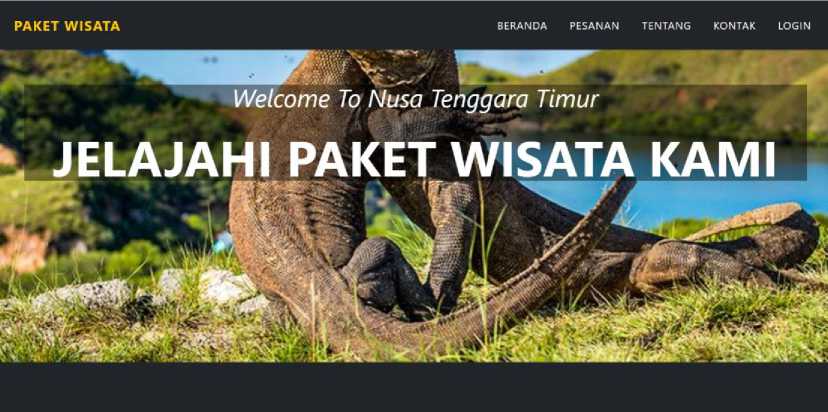 PAKET WISATA
BERANDA PESANAN TENTANG KONTAK LOGIN
Welcome To Nusa Tenggara Timur
JELAJAHI PAKET WISATA KAMI